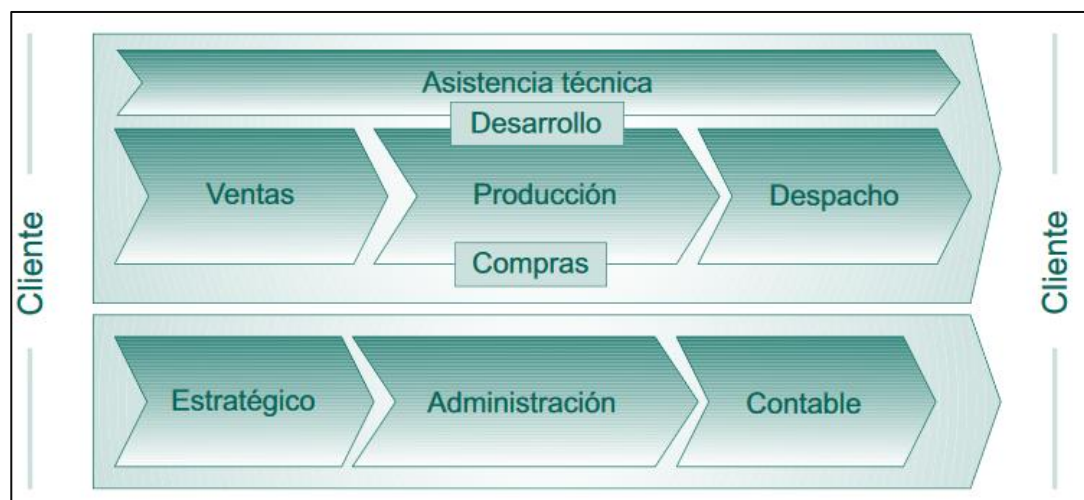 Cliente
Asistencia técnica
Desarrollo
Ventas
Producción
Despacho
Compras
Estratégico
Administración
Contable
Cliente